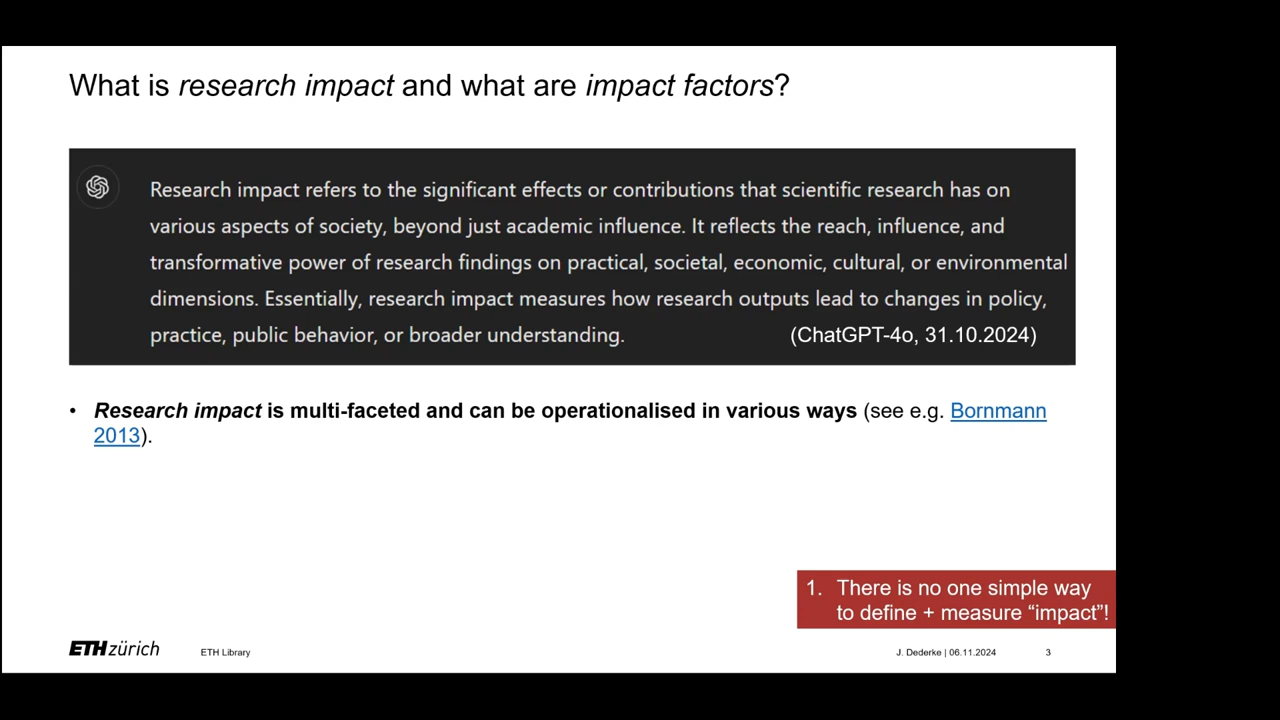 What is research impact and what are impact factors?
Research impact refers to the significant effects or contributions that scientific research has on
various aspects of society, beyond just academic influence. It reflects the reach, influence, and
transformative power of research findings on practical, societal, economic, cultural, or environmental
dimensions. Essentially, research impact measures how research outputs lead to changes in policy,
practice, public behavior, or broader understanding. (ChatGPT-4o, 31.10.2024)
• Research impact is multi-faceted and can be operationalised in various ways (see e.g. Bornmann
2013).
1. There is no one simple way
to define + measure “impact”!
ETH zürich ETH Library J. Dederke | 06.11.2024 3